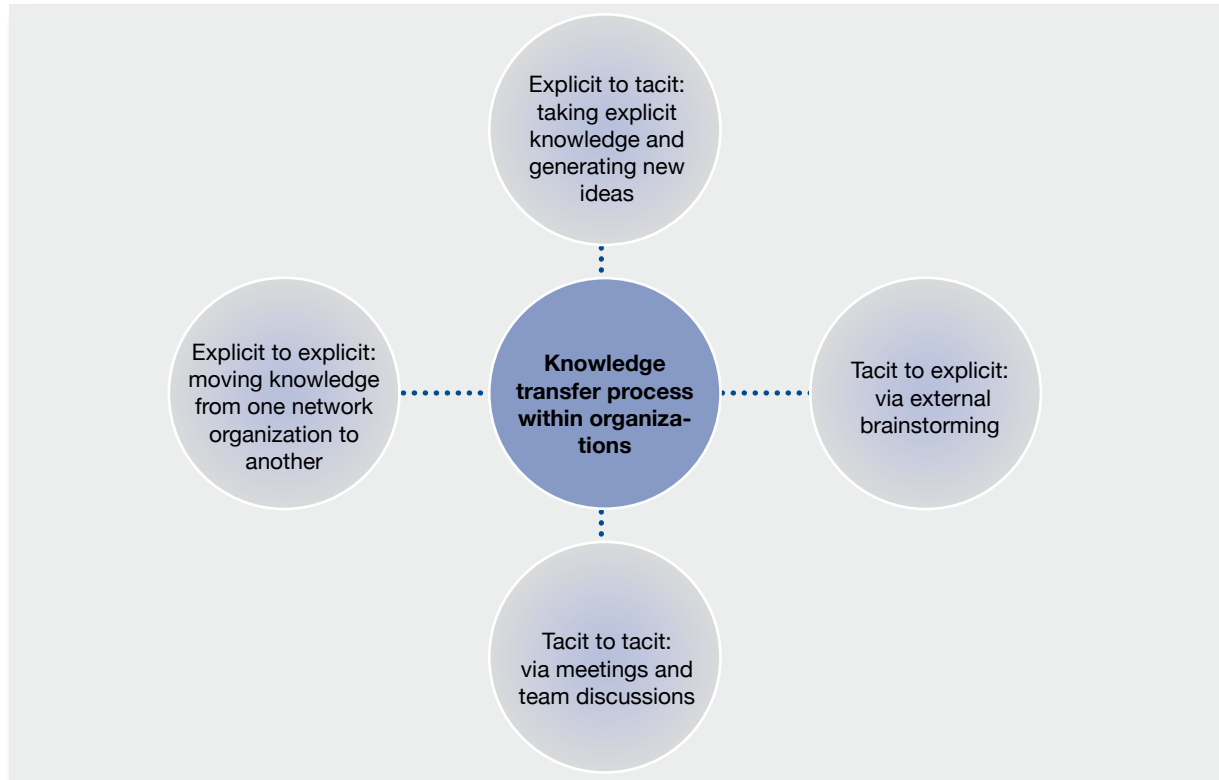 Explicit to tacit:
taking explicit
knowledge and
generating new
ideas
Explicit to explicit:
moving knowledge
from one network
organization to
another
Knowledge
transfer process
within organiza-
tions
Tacit to explicit:
via external
brainstorming
Tacit to tacit:
via meetings and
team discussions